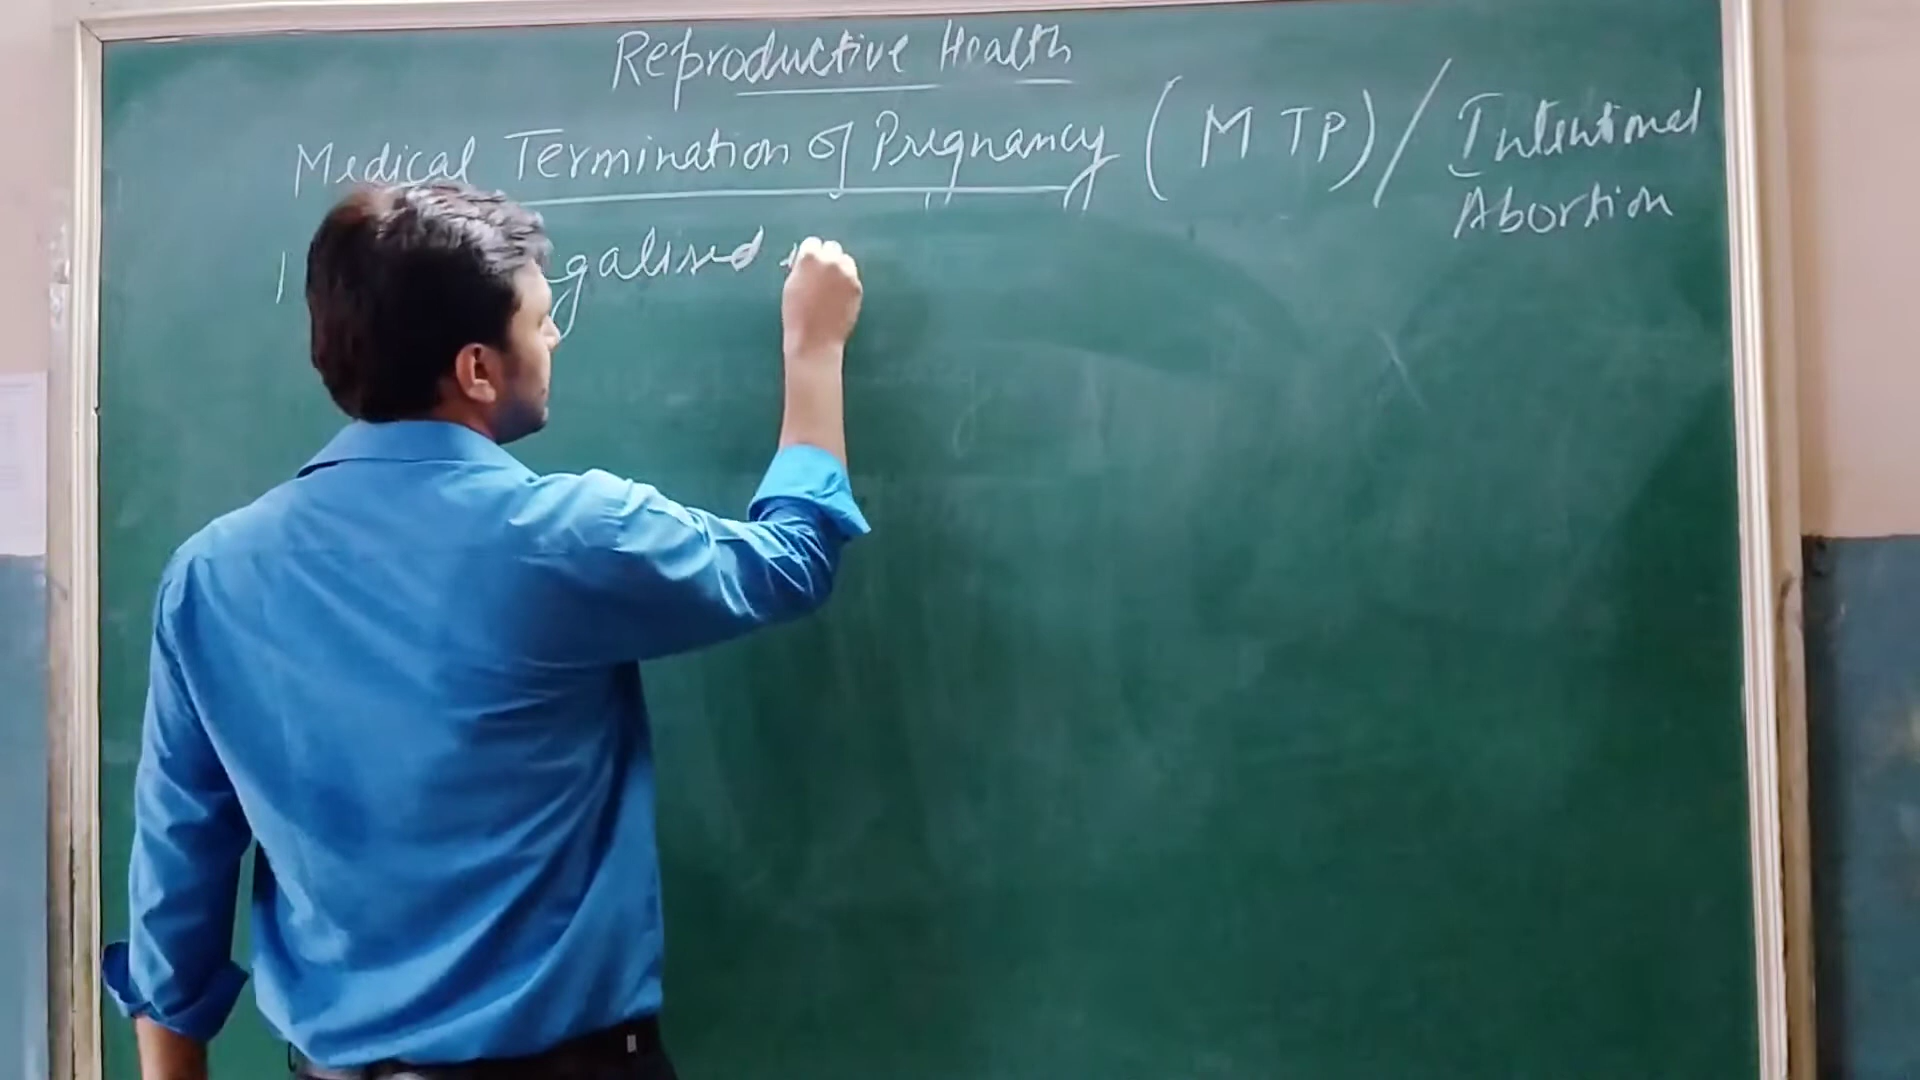 Reproductive Health
Medical Termination of Pregnancy (MTP) / Intentional
Abortion
galised